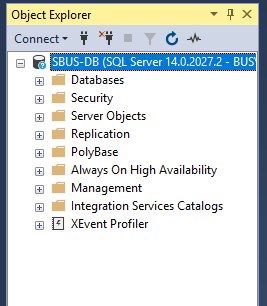 Object Explorer
Connect
SBUS-DB (SQL Server 14.0.2027.2 - BUS
Databases
Security
Server Objects
Replication
PolyBase
Always On High Availability
Management
Integration Services Catalogs
XEvent Profiler